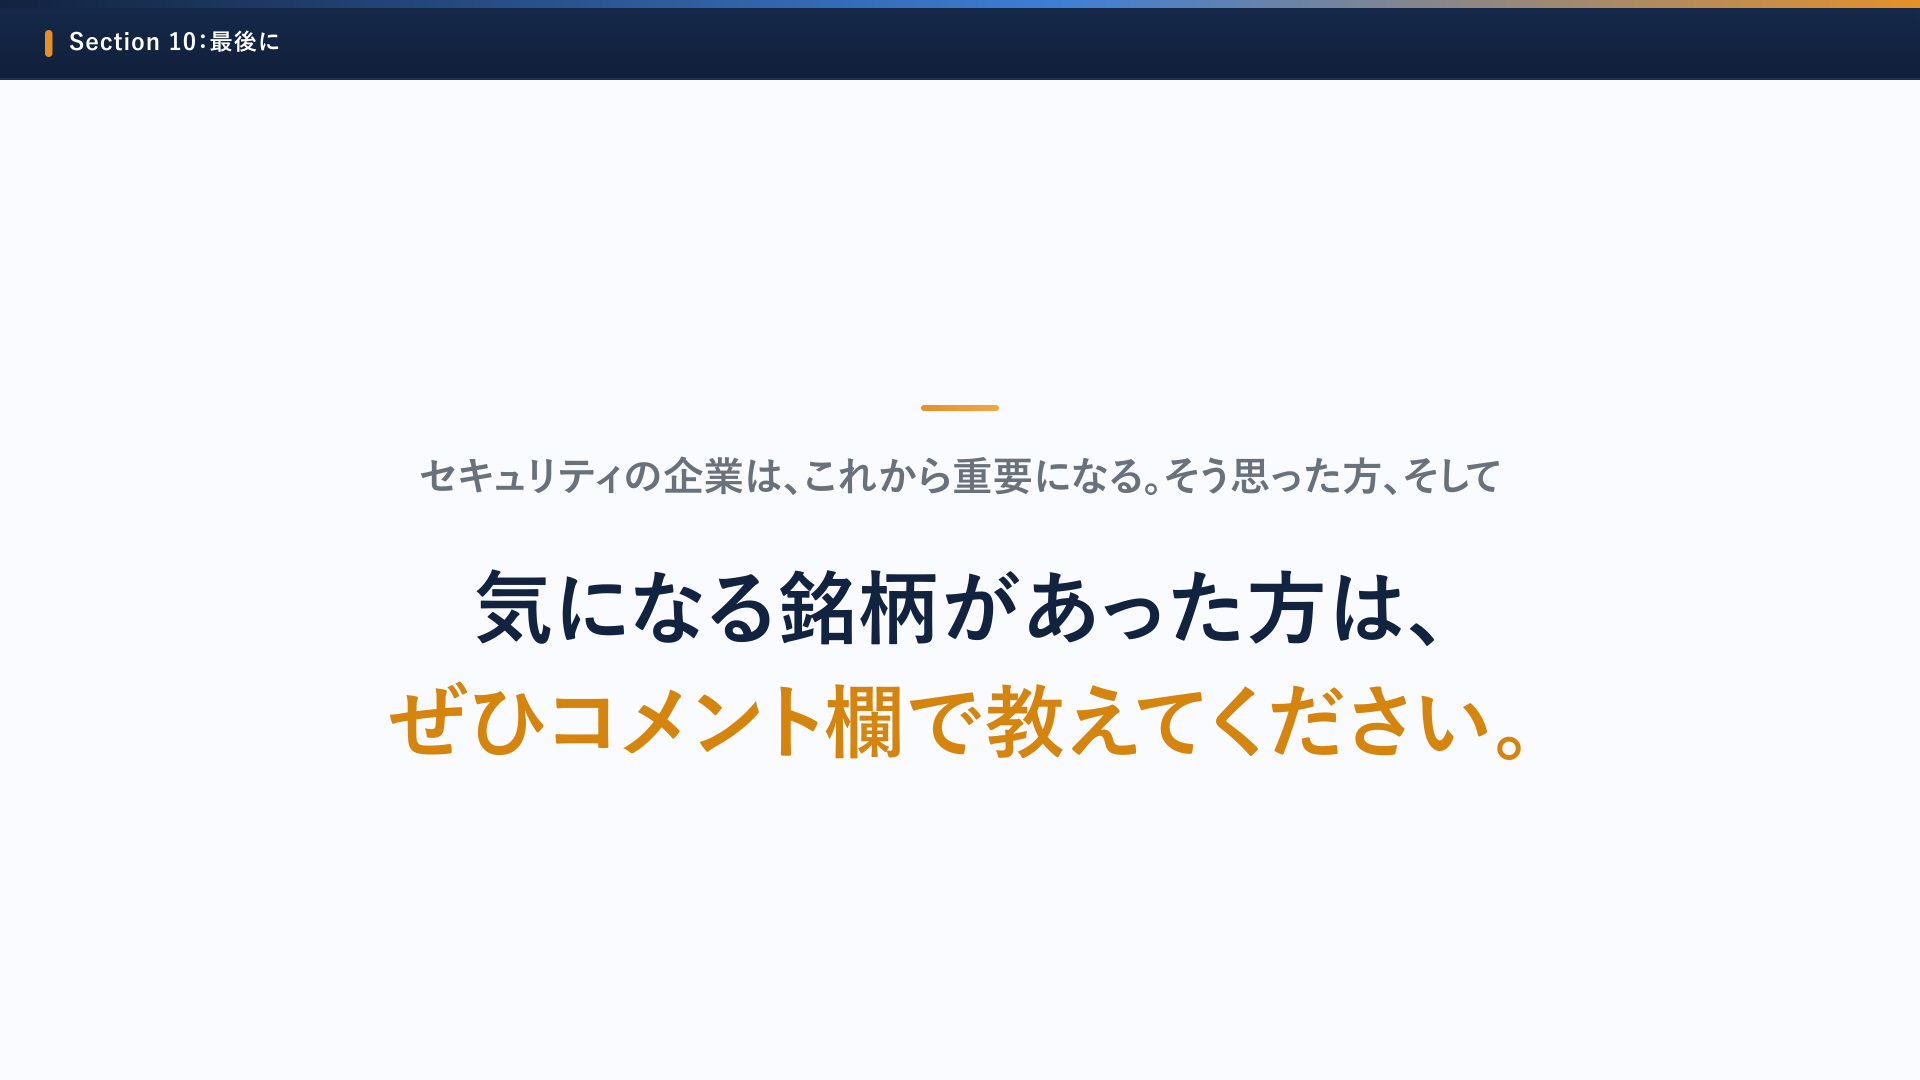 Section 10：最後に
セキュリティの企業は、これから重要になる。そう思った方、そして
気になる銘柄があった方は、
ぜひコメント欄で教えてください。